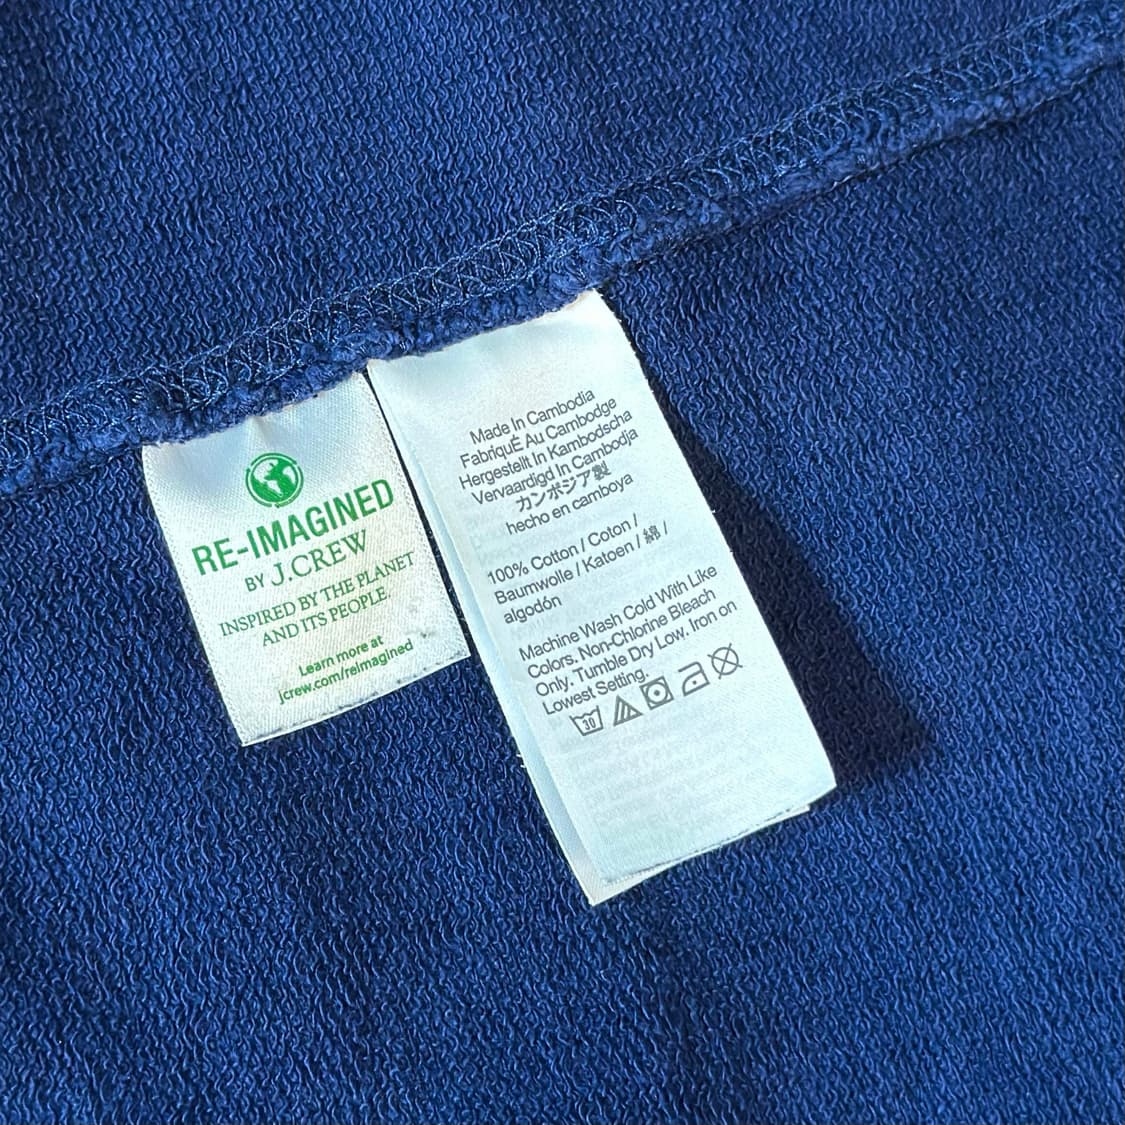 RE-IMAGINED
BY J.CREW
INSPIRED BY THE PLANET
AND ITS PEOPLE
Learn more at
jcrew.com/reimagined
Made In Cambodia
FabriquÈ Au Cambodge
Hergestellt In Kambodscha
Vervaardigd In Cambodja
カンボジア製
hecho en camboya
100% Cotton / Coton /
Baumwolle / Katoen / 綿 /
algodón
Machine Wash Cold With Like
Colors, Non-Chlorine Bleach
Only. Tumble Dry Low. Iron on
Lowest Setting.
30